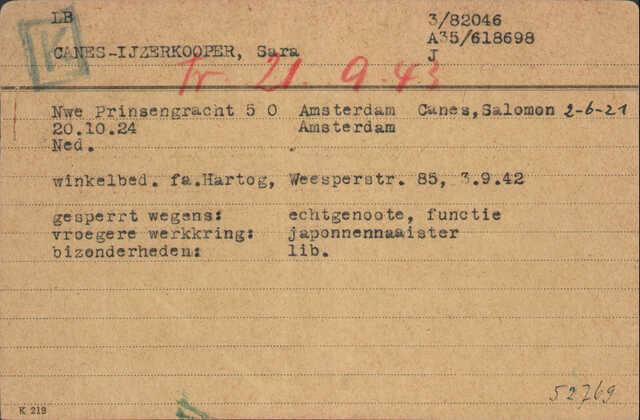 LB
3/82046
K
CANES-IJZERKOOPER, Sara
A35/618698
J
Tr. 21. 9. 43
Nwe Prinsengracht 5 O Amsterdam Canes, Salomon 2-6-21
20.10.24 Amsterdam
Ned.
winkelbed. fa.Hartog, Weesperstr. 85, 3.9.42
gesperrt wegens: echtgenoote, functie
vroegere werkkring: japonnennaaister
bizonderheden: lib.
52769
K 219